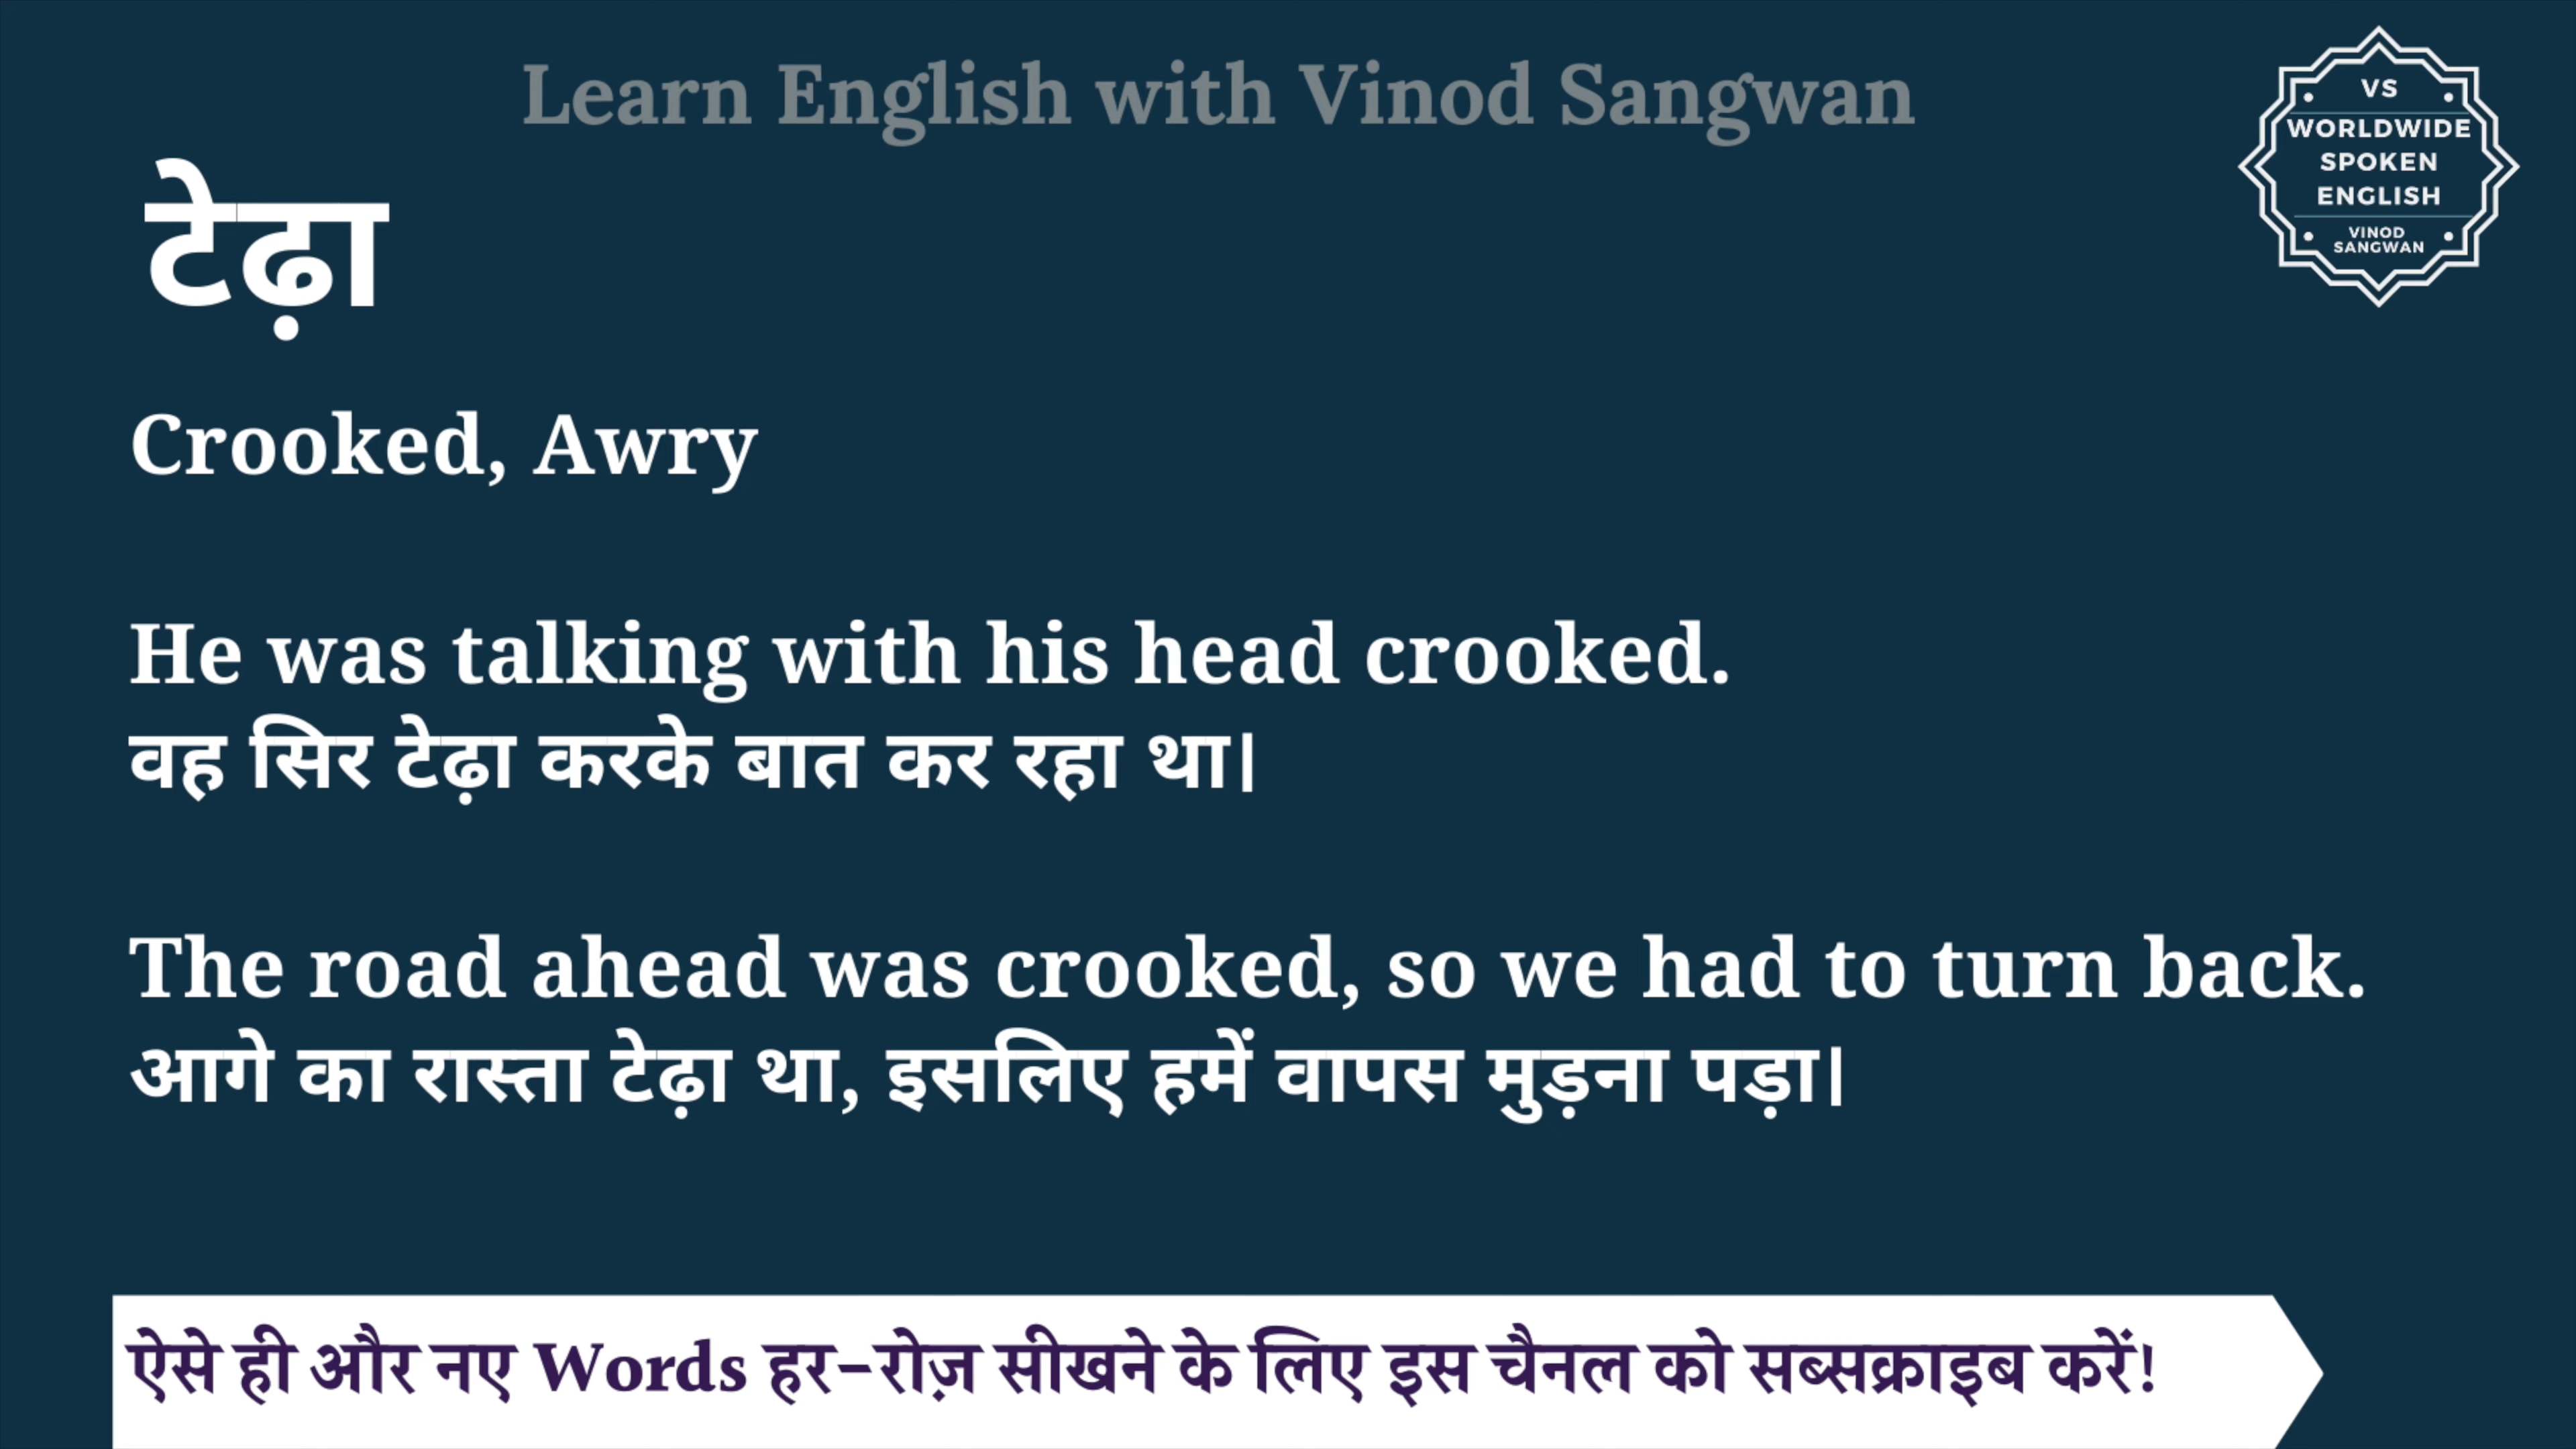 Learn English with Vinod Sangwan
VS
WORLDWIDE
SPOKEN
ENGLISH
VINOD
SANGWAN
टेढ़ा
Crooked, Awry
He was talking with his head crooked.
वह सिर टेढ़ा करके बात कर रहा था।
The road ahead was crooked, so we had to turn back.
आगे का रास्ता टेढ़ा था, इसलिए हमें वापस मुड़ना पड़ा।
ऐसे ही और नए Words हर-रोज़ सीखने के लिए इस चैनल को सब्सक्राइब करें!